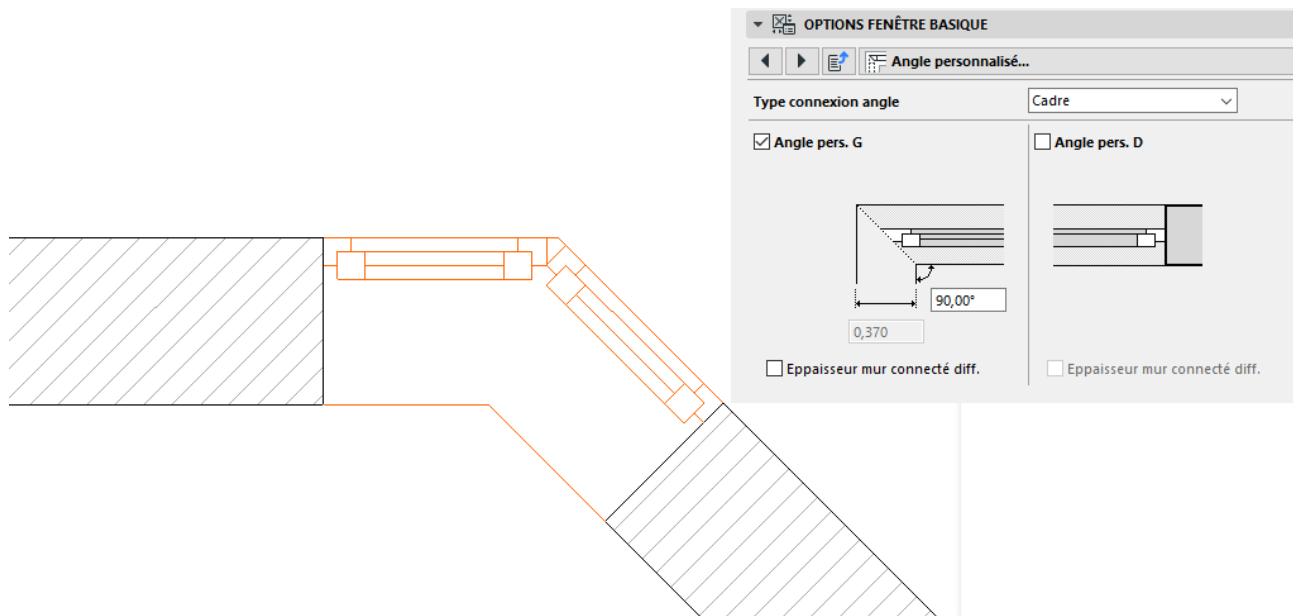 OPTIONS FENÊTRE BASIQUE
Angle personnalisé...
Type connexion angle
Cadre
Angle pers. G
Angle pers. D
90,00°
0,370
Eppaisseur mur connecté diff.
Eppaisseur mur connecté diff.